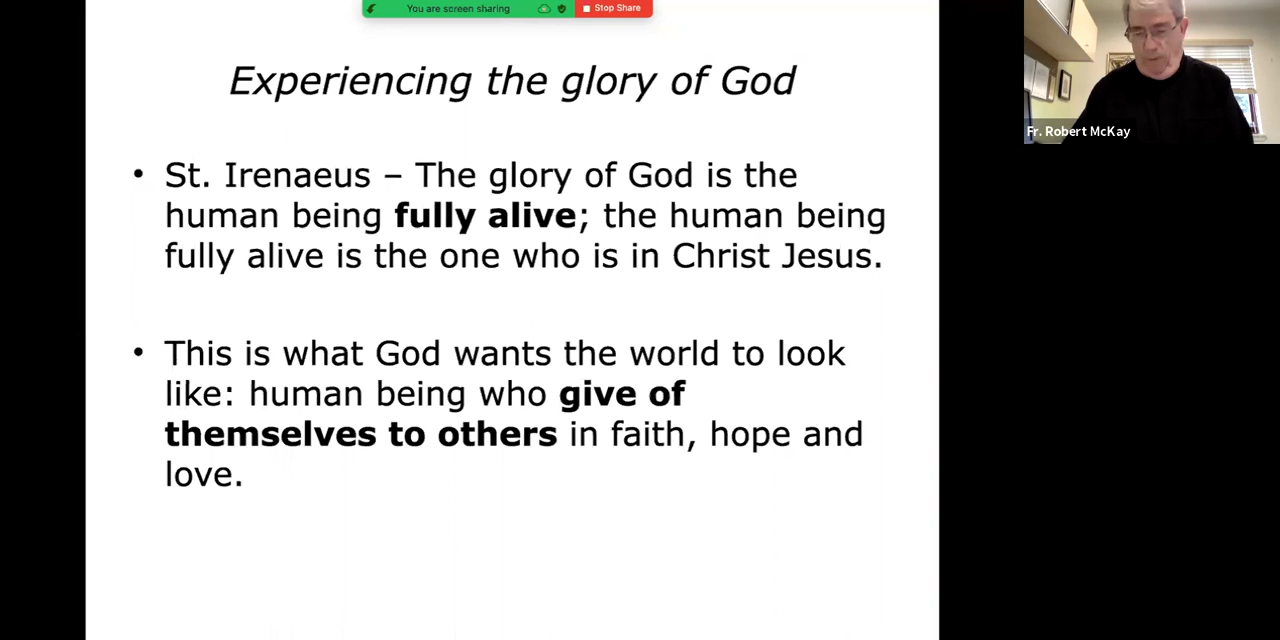 You are screen sharing
Stop Share
Experiencing the glory of God
Fr. Robert McKay
• St. Irenaeus – The glory of God is the
human being fully alive; the human being
fully alive is the one who is in Christ Jesus.
• This is what God wants the world to look
like: human being who give of
themselves to others in faith, hope and
love.